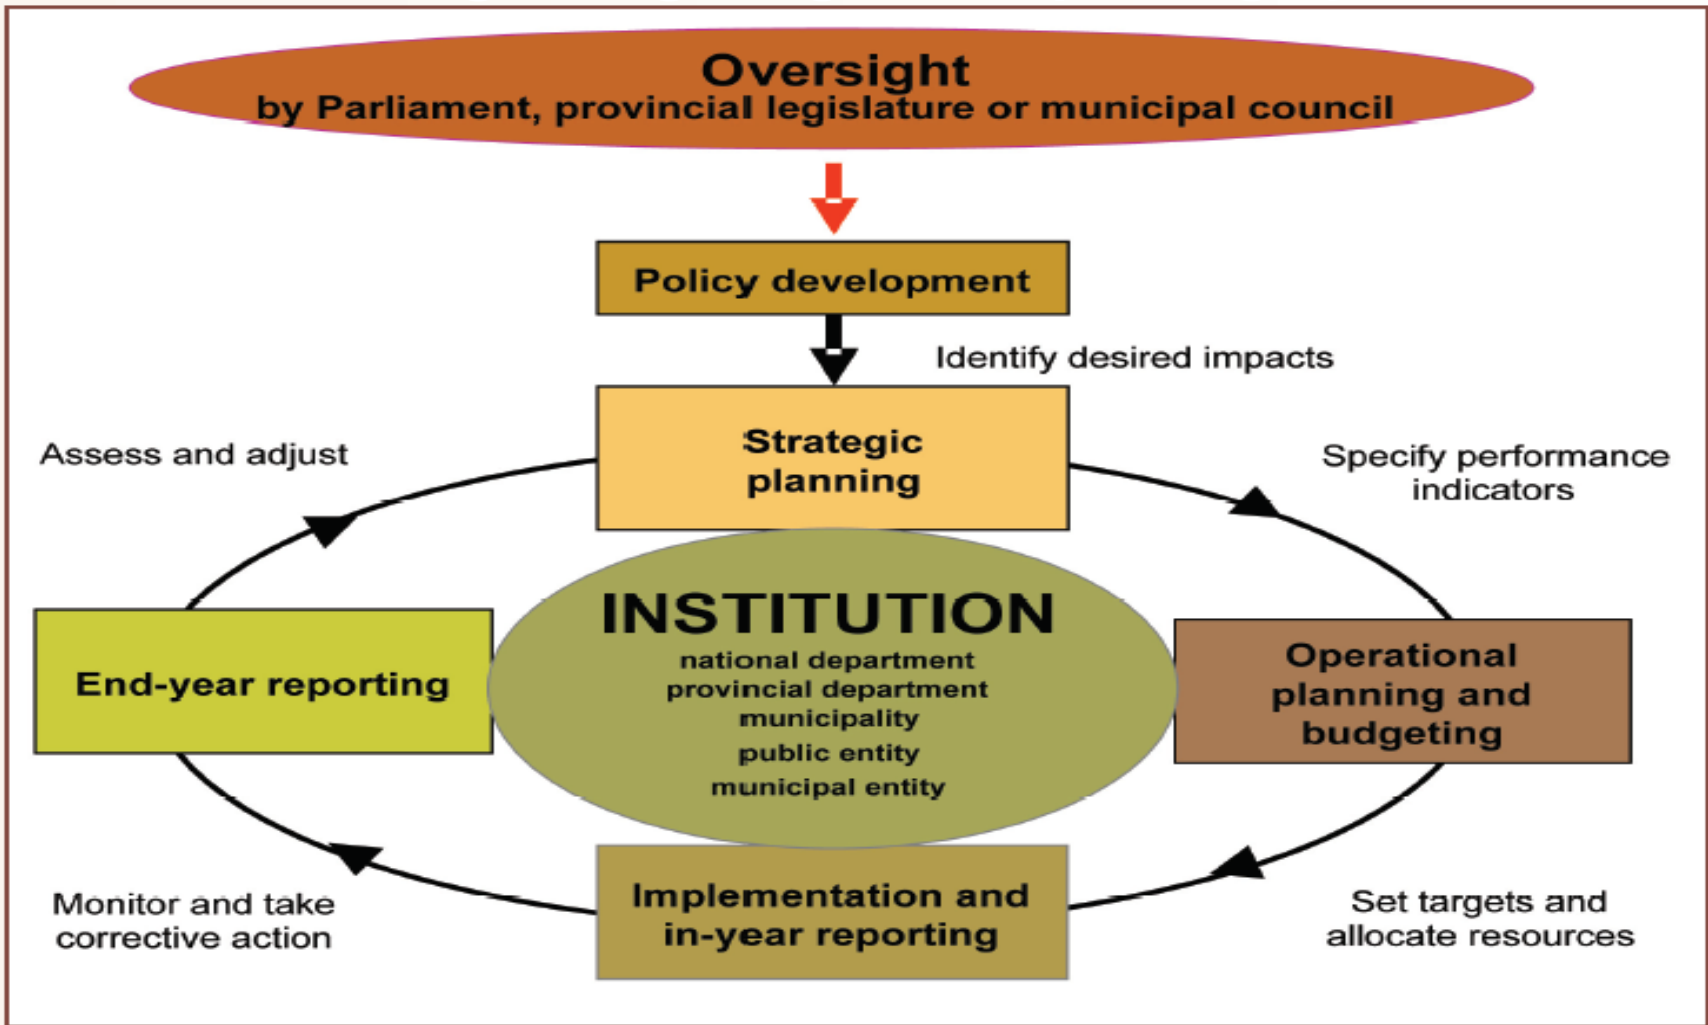 Oversight
by Parliament, provincial legislature or municipal council
Policy development
Identify desired impacts
Strategic
planning
Assess and adjust
Specify performance
indicators
INSTITUTION
national department
provincial department
municipality
public entity
municipal entity
End-year reporting
Operational
planning and
budgeting
Implementation and
in-year reporting
Monitor and take
corrective action
Set targets and
allocate resources